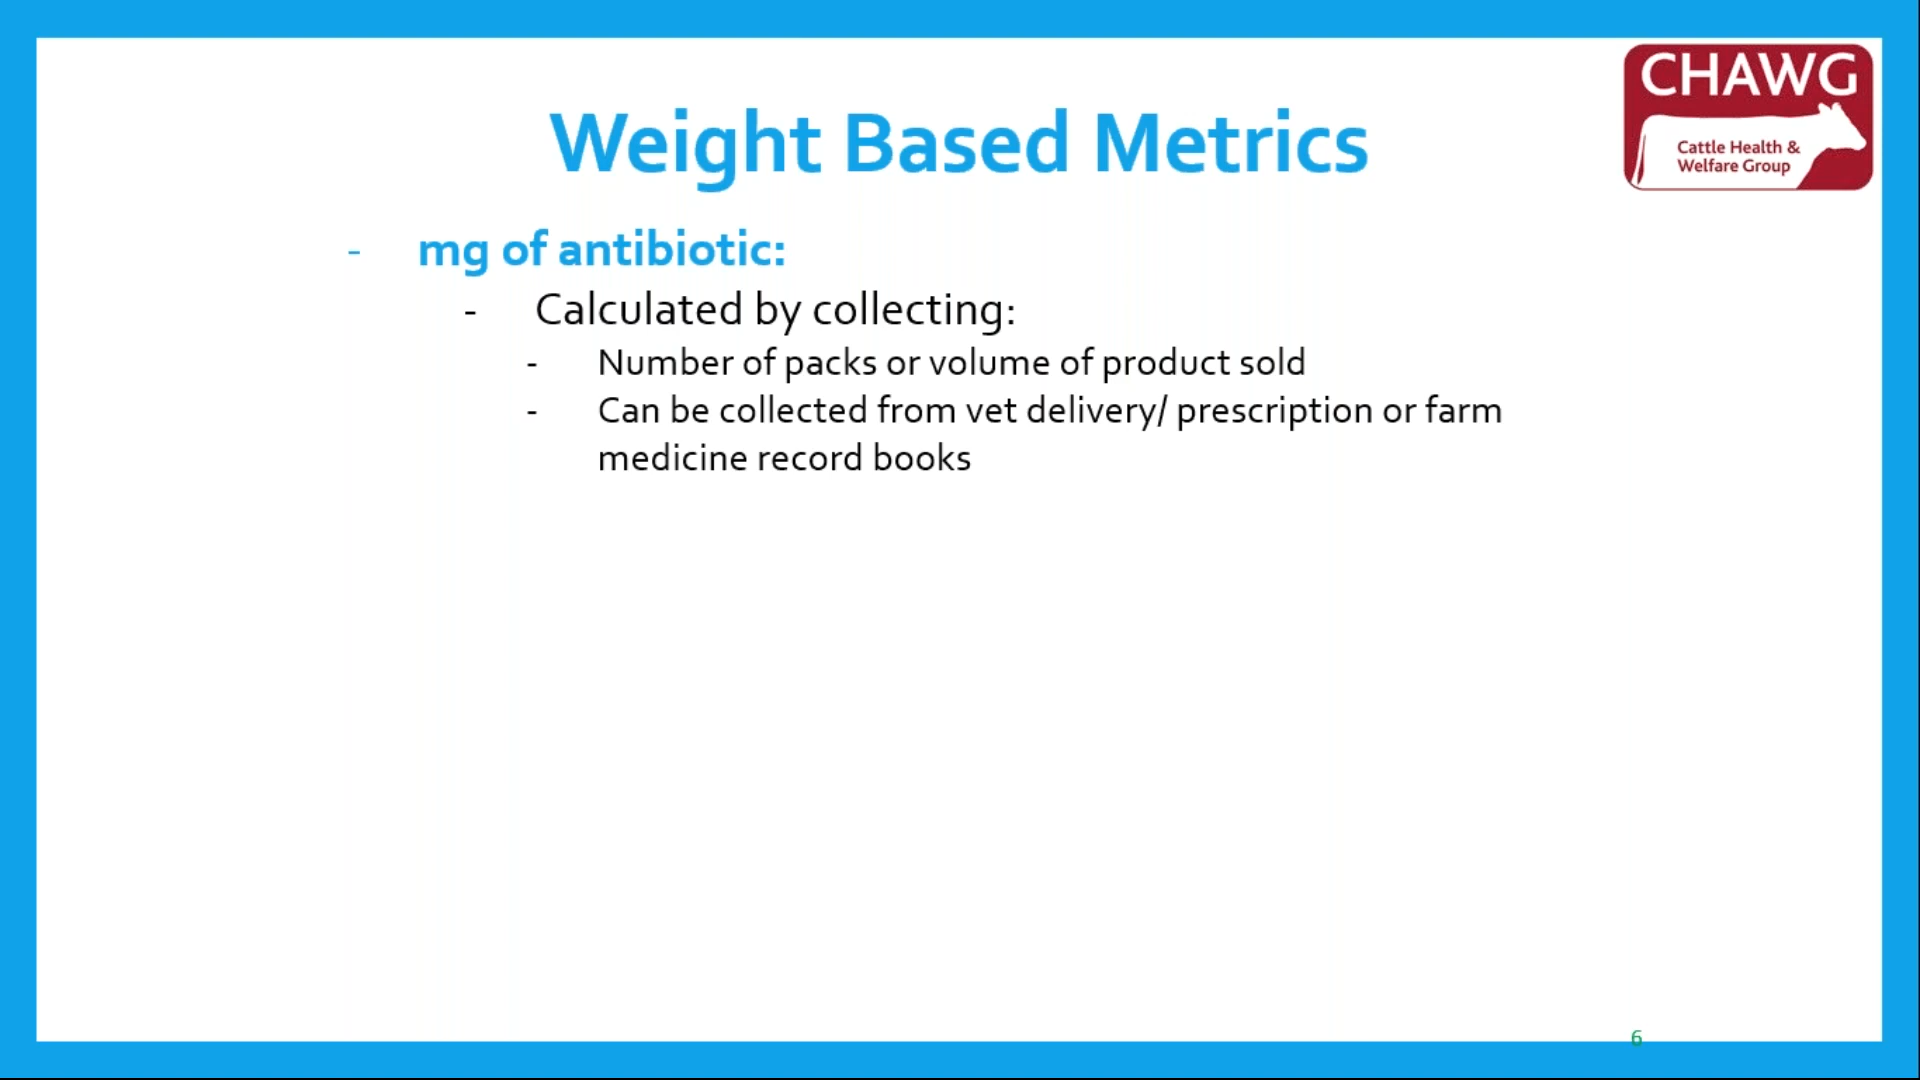 CHAWG
Cattle Health &
Welfare Group
Weight Based Metrics
- mg of antibiotic:
- Calculated by collecting:
- Number of packs or volume of product sold
- Can be collected from vet delivery/ prescription or farm
medicine record books
6